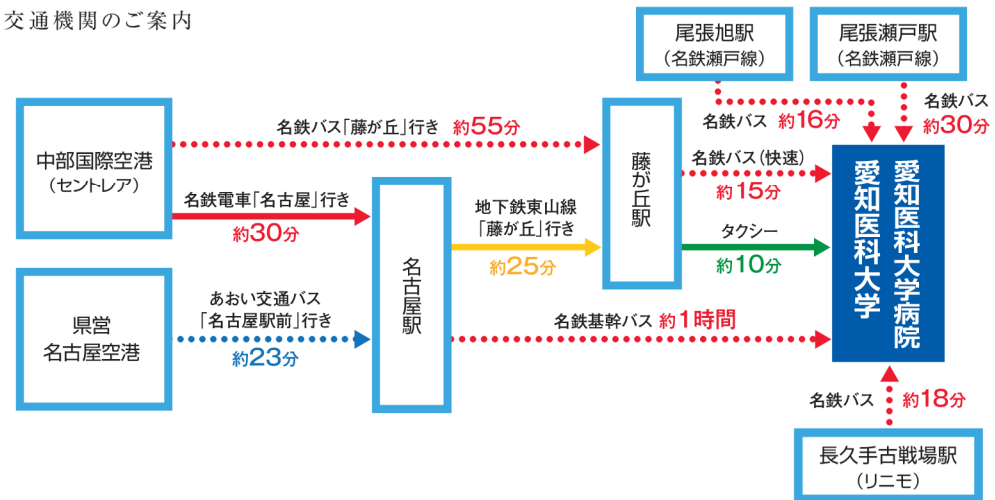 交通機関のご案内
尾張旭駅
（名鉄瀬戸線）
尾張瀬戸駅
（名鉄瀬戸線）
名鉄バス 約16分
名鉄バス
約30分
中部国際空港
（セントレア）
名鉄バス「藤が丘」行き 約55分
名鉄電車「名古屋」行き
約30分
県営
名古屋空港
あおい交通バス
「名古屋駅前」行き
約23分
名古屋駅
地下鉄東山線
「藤が丘」行き
約25分
藤が丘駅
名鉄バス（快速）
約15分
タクシー
約10分
名鉄基幹バス 約1時間
愛知医科大学病院
愛知医科大学
名鉄バス 約18分
長久手古戦場駅
（リニモ）